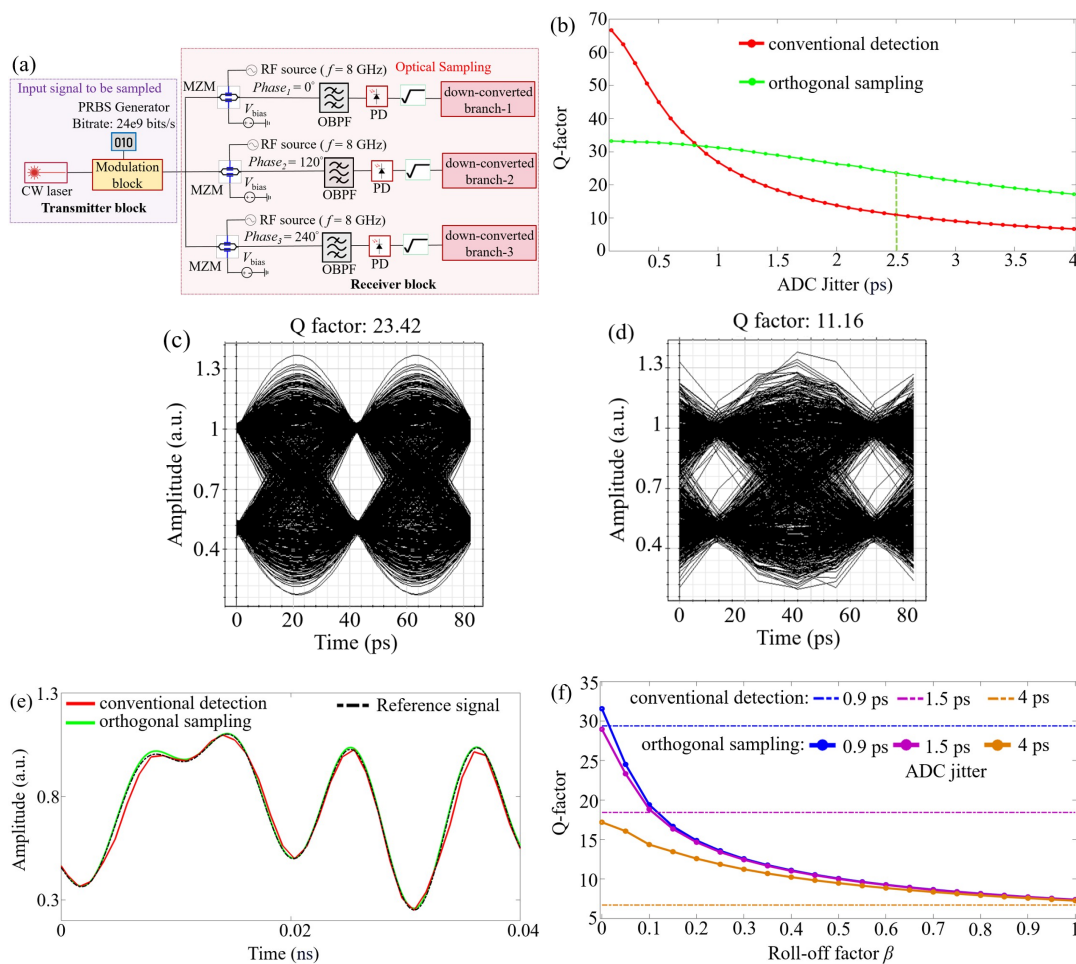 (a)
Input signal to be sampled
PRBS Generator
Bitrate: 24e9 bits/s
010
CW laser
Modulation
block
Transmitter block
MZM
RF source (f = 8 GHz)
Optical Sampling
Phase1 = 0°
Vbias
OBPF
PD
down-converted
branch-1
RF source (f = 8 GHz)
Phase2 = 120°
MZM
Vbias
OBPF
PD
down-converted
branch-2
RF source (f = 8 GHz)
Phase3 = 240°
MZM
Vbias
OBPF
PD
down-converted
branch-3
Receiver block
(b)
70
60
50
40
30
20
10
0
Q-factor
conventional detection
orthogonal sampling
0.5 1 1.5 2 2.5 3 3.5 4
ADC Jitter (ps)
(c)
Q factor: 23.42
1.3
1
0.7
0.4
Amplitude (a.u.)
0 20 40 60 80
Time (ps)
(d)
Q factor: 11.16
1.3
1
0.7
0.4
Amplitude (a.u.)
0 20 40 60 80
Time (ps)
(e)
1.3
0.8
0.3
Amplitude (a.u.)
conventional detection
orthogonal sampling
Reference signal
0 0.02 0.04
Time (ns)
(f)
35
30
25
20
15
10
5
Q-factor
conventional detection: 0.9 ps 1.5 ps 4 ps
orthogonal sampling: 0.9 ps 1.5 ps 4 ps
ADC jitter
0 0.1 0.2 0.3 0.4 0.5 0.6 0.7 0.8 0.9 1
Roll-off factor β